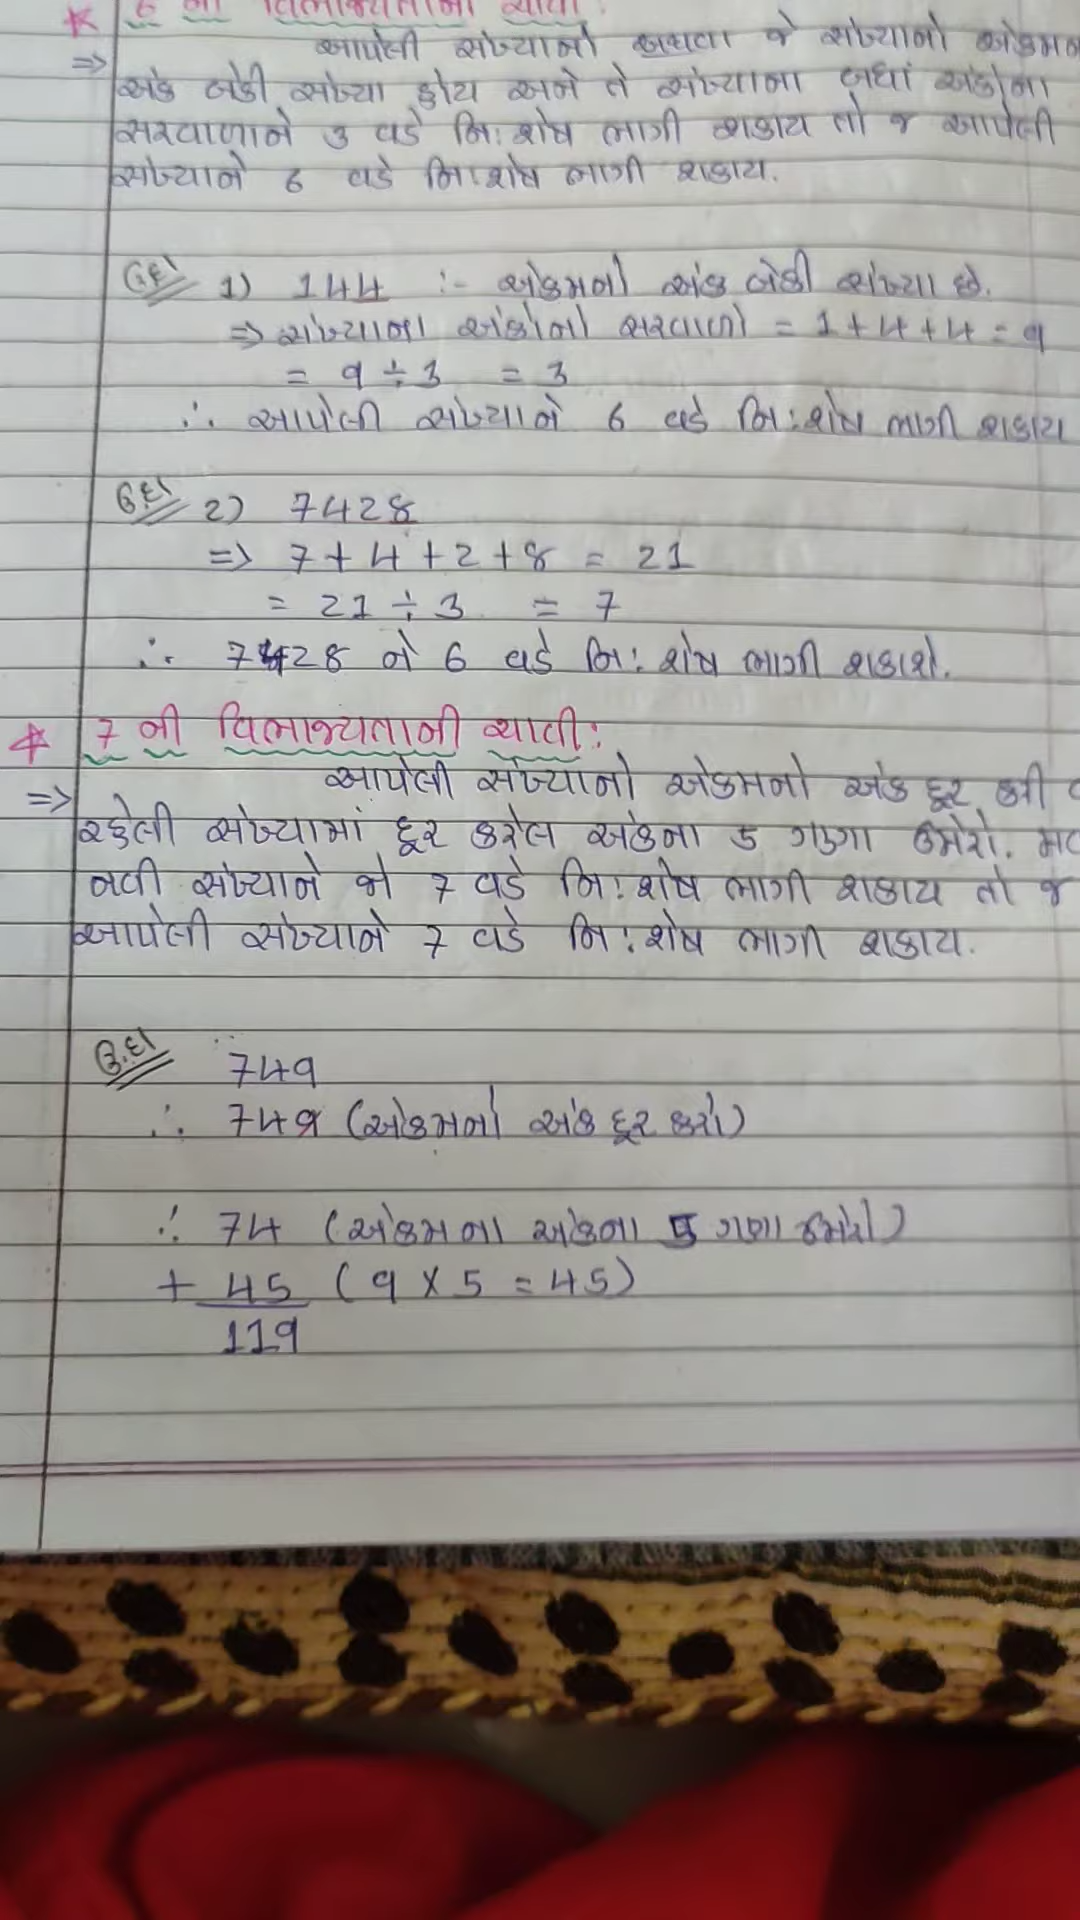 * 6 ની વિભાજ્યતાની ચાવી:
⇒ આપેલી સંખ્યાનો અથવા જે સંખ્યાનો એકમનો
અંક બેકી સંખ્યા હોય અને તે સંખ્યાના બધાં અંકોના
સરવાળાને 3 વડે નિ:શેષ ભાગી શકાય તો જ આપેલી
સંખ્યાને 6 વડે નિ:શેષ ભાગી શકાય.
ઉદા 1) 144 :- એકમનો અંક બેકી સંખ્યા છે.
⇒ સંખ્યાના અંકોનો સરવાળો = 1+4+4 = 9
= 9 ÷ 3 = 3
∴ આપેલી સંખ્યાને 6 વડે નિ:શેષ ભાગી શકાય
ઉદા 2) 7428
⇒ 7+4+2+8 = 21
= 21 ÷ 3 = 7
∴ 7428 ને 6 વડે નિ:શેષ ભાગી શકાશે.
* 7 ની વિભાજ્યતાની ચાવી:
⇒ આપેલી સંખ્યાનો એકમનો અંક દૂર કરી
રહેલી સંખ્યામાં દૂર કરેલ અંકના 5 ગણા ઉમેરો.
નવી સંખ્યાને જો 7 વડે નિ:શેષ ભાગી શકાય તો જ
આપેલી સંખ્યાને 7 વડે નિ:શેષ ભાગી શકાય.
ઉ.દા 749
∴ 749 (એકમનો અંક દૂર કરો)
∴ 74 (એકમના અંકના 5 ગણા ઉમેરો)
+ 45 (9 × 5 = 45)
119